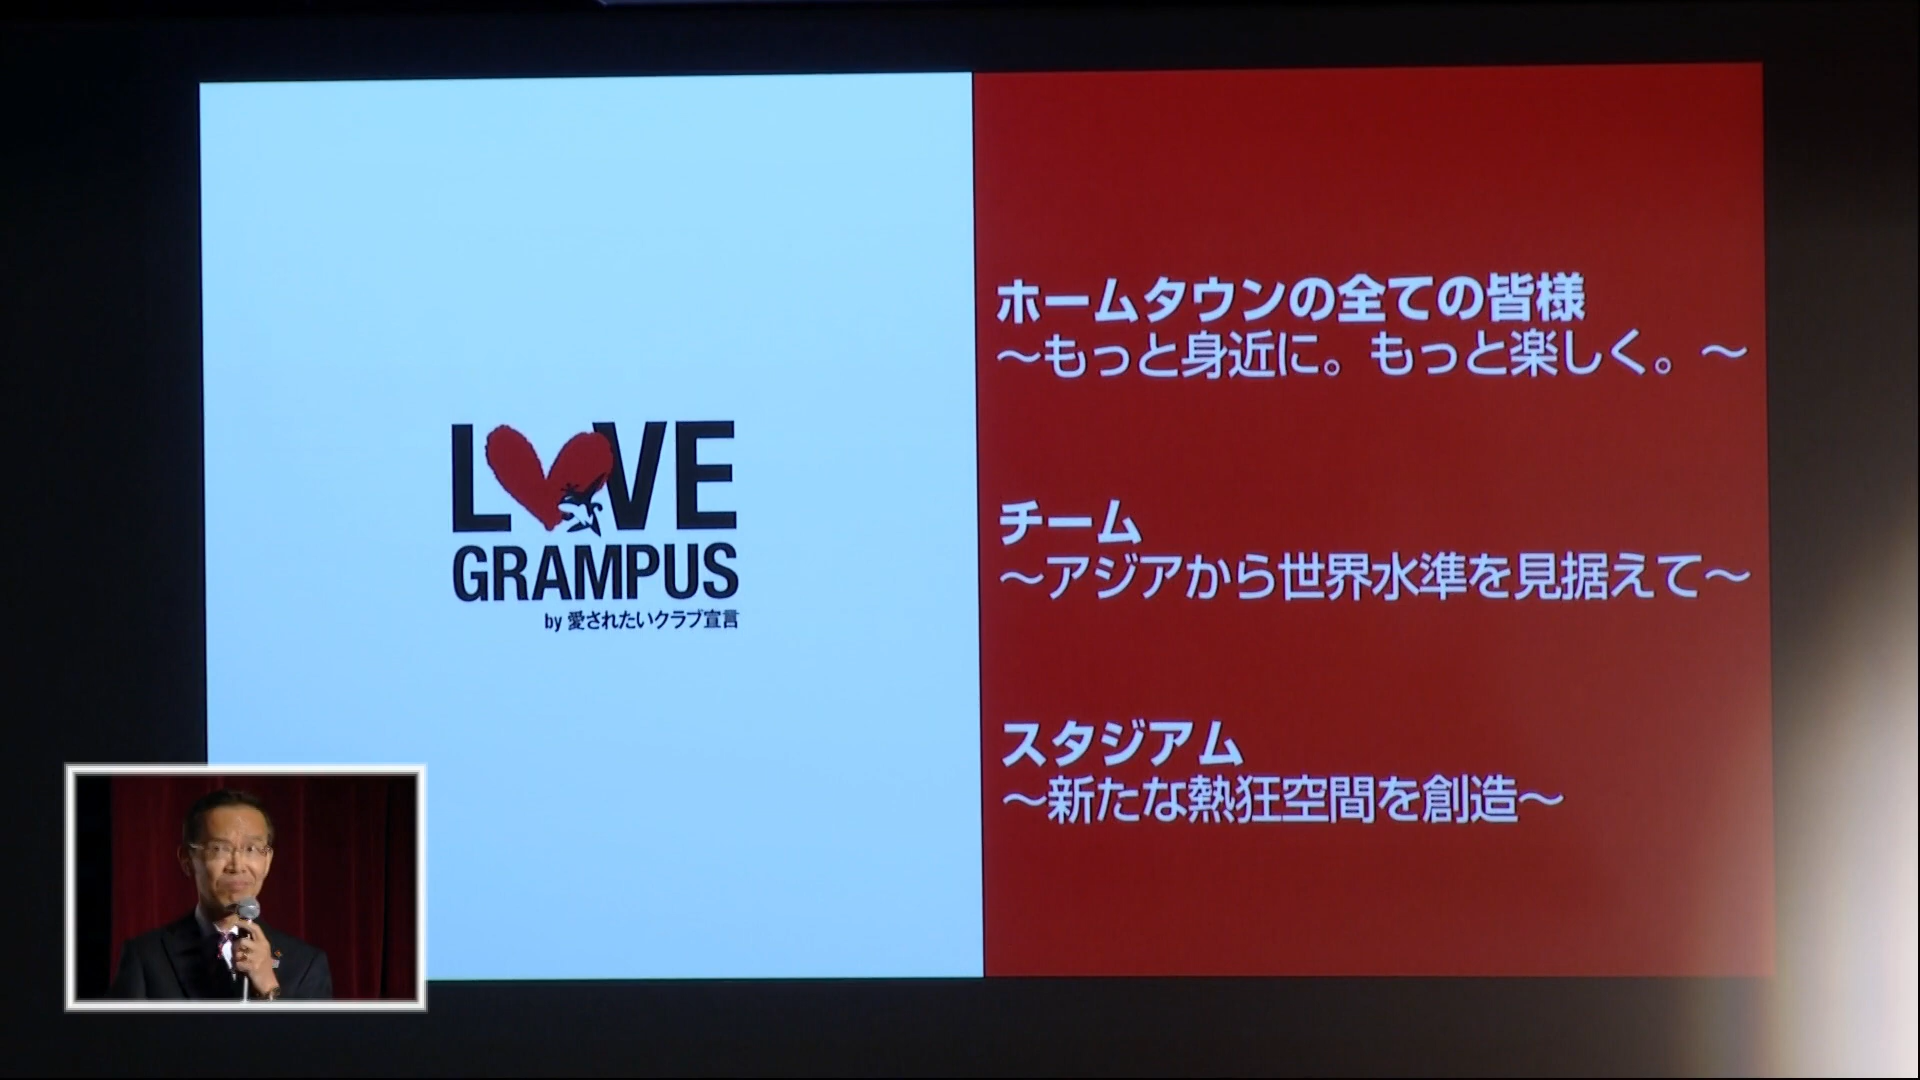 LOVE
GRAMPUS
by 愛されたいクラブ宣言
ホームタウンの全ての皆様
～もっと身近に。もっと楽しく。～
チーム
～アジアから世界水準を見据えて～
スタジアム
～新たな熱狂空間を創造～